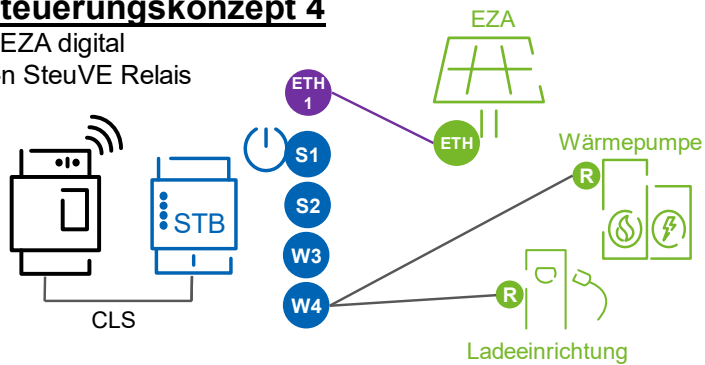 teuerungskonzept 4
EZA digital
n SteuVE Relais
EZA
ETH
1
ETH
Wärmepumpe
S1
R
S2
STB
W3
W4
R
CLS
Ladeeinrichtung